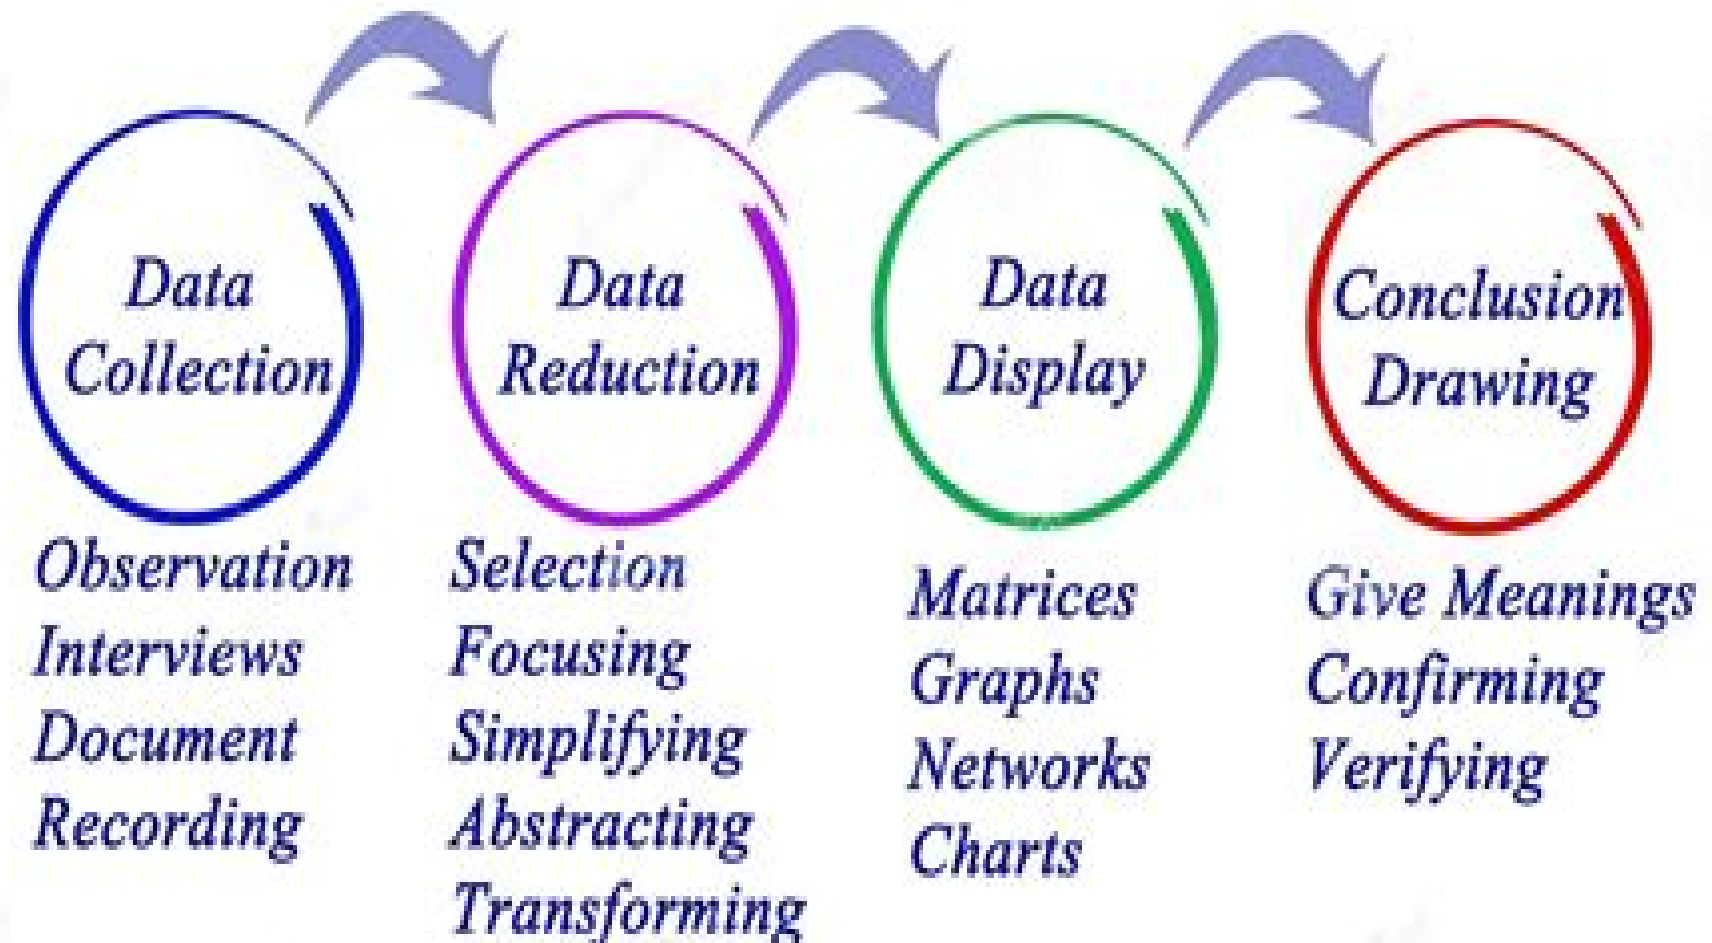 Data
Collection
Observation
Interviews
Document
Recording
Data
Reduction
Selection
Focusing
Simplifying
Abstracting
Transforming
Data
Display
Matrices
Graphs
Networks
Charts
Conclusion
Drawing
Give Meanings
Confirming
Verifying